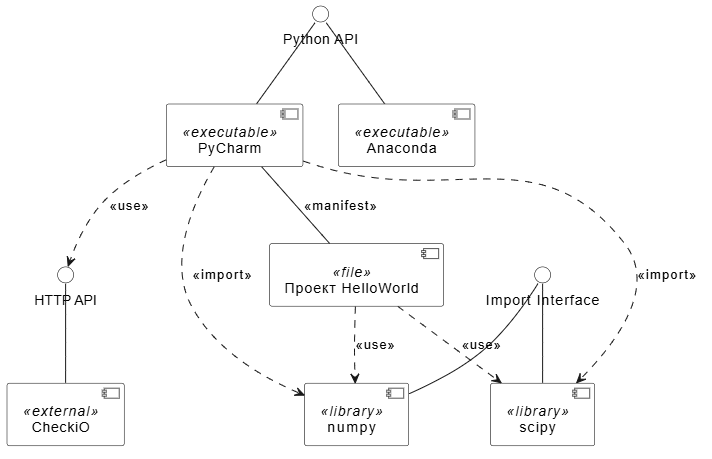 Python API
«executable»
PyCharm
«executable»
Anaconda
«use»
«manifest»
«import»
«file»
Проект HelloWorld
«import»
HTTP API
Import Interface
«use»
«use»
«external»
CheckiO
«library»
numpy
«library»
scipy